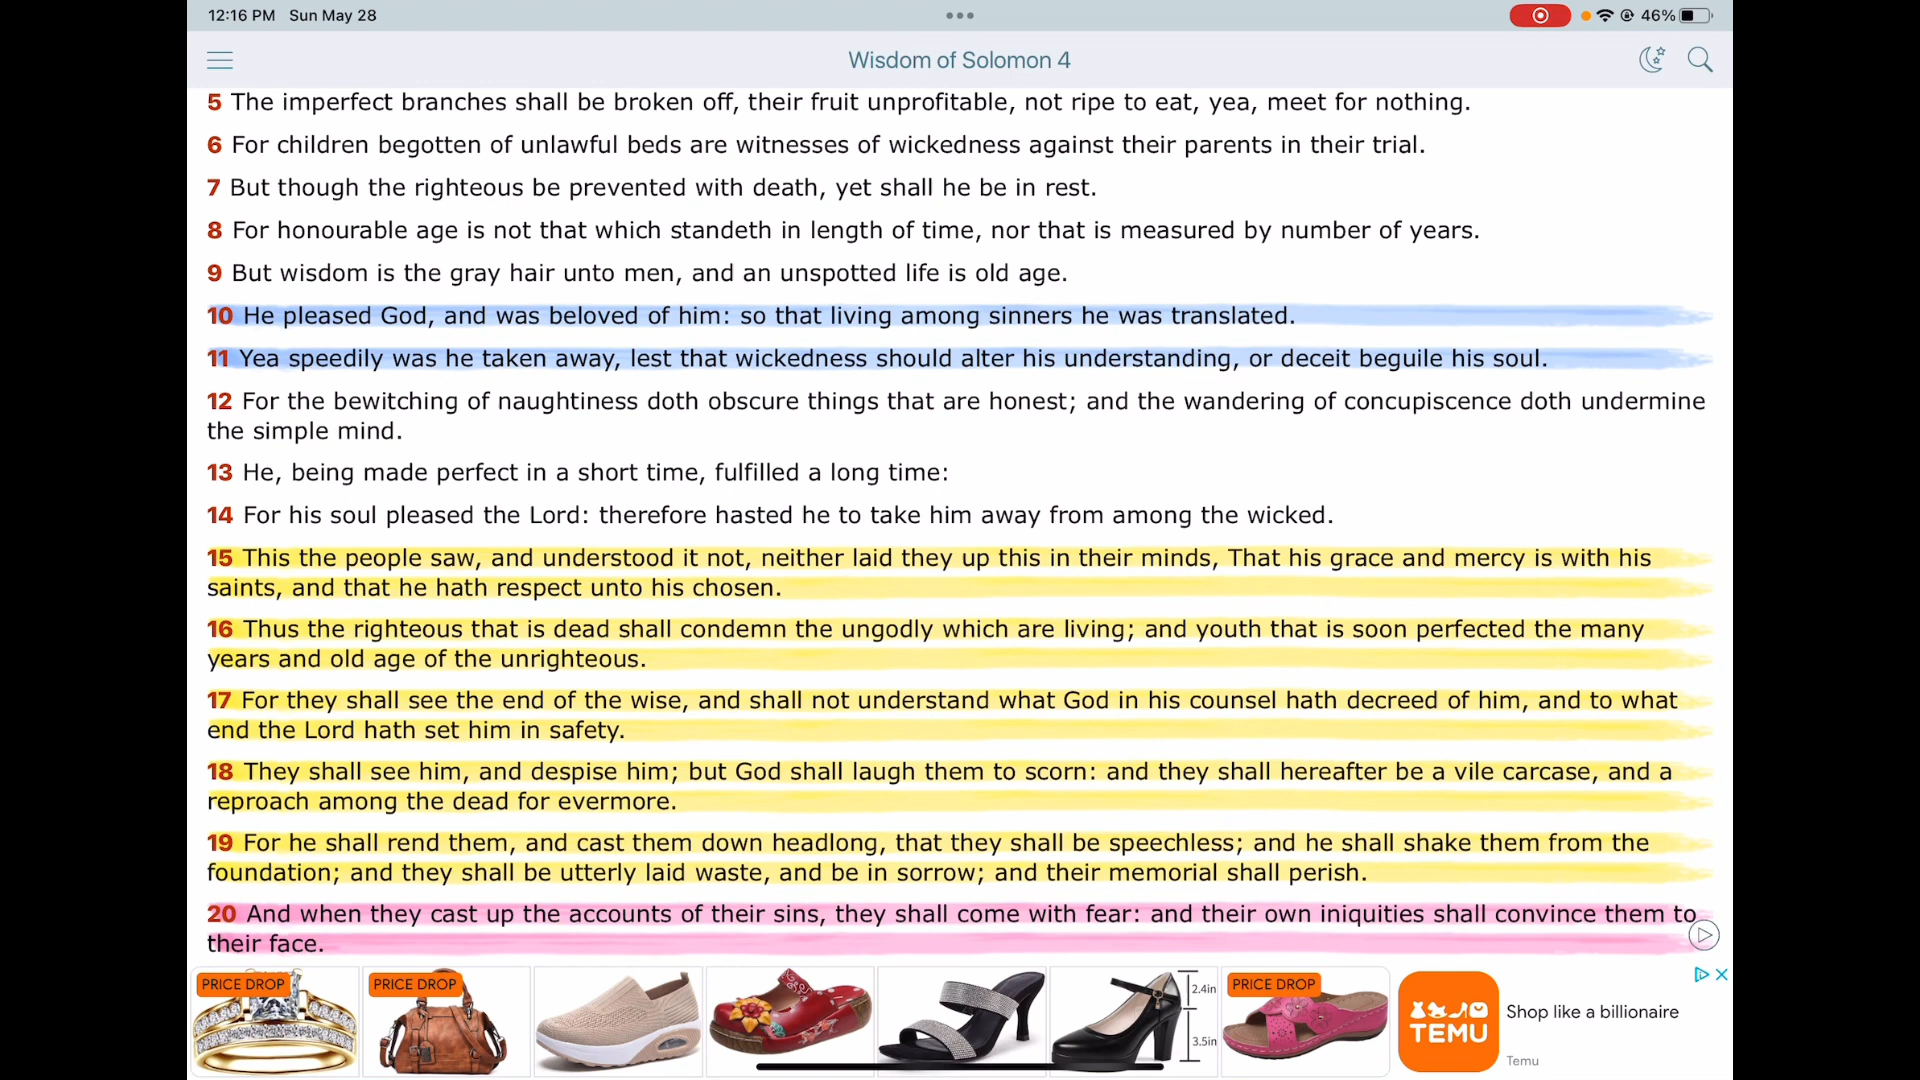 12:16 PM Sun May 28
46%
Wisdom of Solomon 4
5 The imperfect branches shall be broken off, their fruit unprofitable, not ripe to eat, yea, meet for nothing.
6 For children begotten of unlawful beds are witnesses of wickedness against their parents in their trial.
7 But though the righteous be prevented with death, yet shall he be in rest.
8 For honourable age is not that which standeth in length of time, nor that is measured by number of years.
9 But wisdom is the gray hair unto men, and an unspotted life is old age.
10 He pleased God, and was beloved of him: so that living among sinners he was translated.
11 Yea speedily was he taken away, lest that wickedness should alter his understanding, or deceit beguile his soul.
12 For the bewitching of naughtiness doth obscure things that are honest; and the wandering of concupiscence doth undermine
the simple mind.
13 He, being made perfect in a short time, fulfilled a long time:
14 For his soul pleased the Lord: therefore hasted he to take him away from among the wicked.
15 This the people saw, and understood it not, neither laid they up this in their minds, That his grace and mercy is with his
saints, and that he hath respect unto his chosen.
16 Thus the righteous that is dead shall condemn the ungodly which are living; and youth that is soon perfected the many
years and old age of the unrighteous.
17 For they shall see the end of the wise, and shall not understand what God in his counsel hath decreed of him, and to what
end the Lord hath set him in safety.
18 They shall see him, and despise him; but God shall laugh them to scorn: and they shall hereafter be a vile carcase, and a
reproach among the dead for evermore.
19 For he shall rend them, and cast them down headlong, that they shall be speechless; and he shall shake them from the
foundation; and they shall be utterly laid waste, and be in sorrow; and their memorial shall perish.
20 And when they cast up the accounts of their sins, they shall come with fear: and their own iniquities shall convince them to
their face.
PRICE DROP
PRICE DROP
2.4in
3.5in
PRICE DROP
TEMU
Shop like a billionaire
Temu